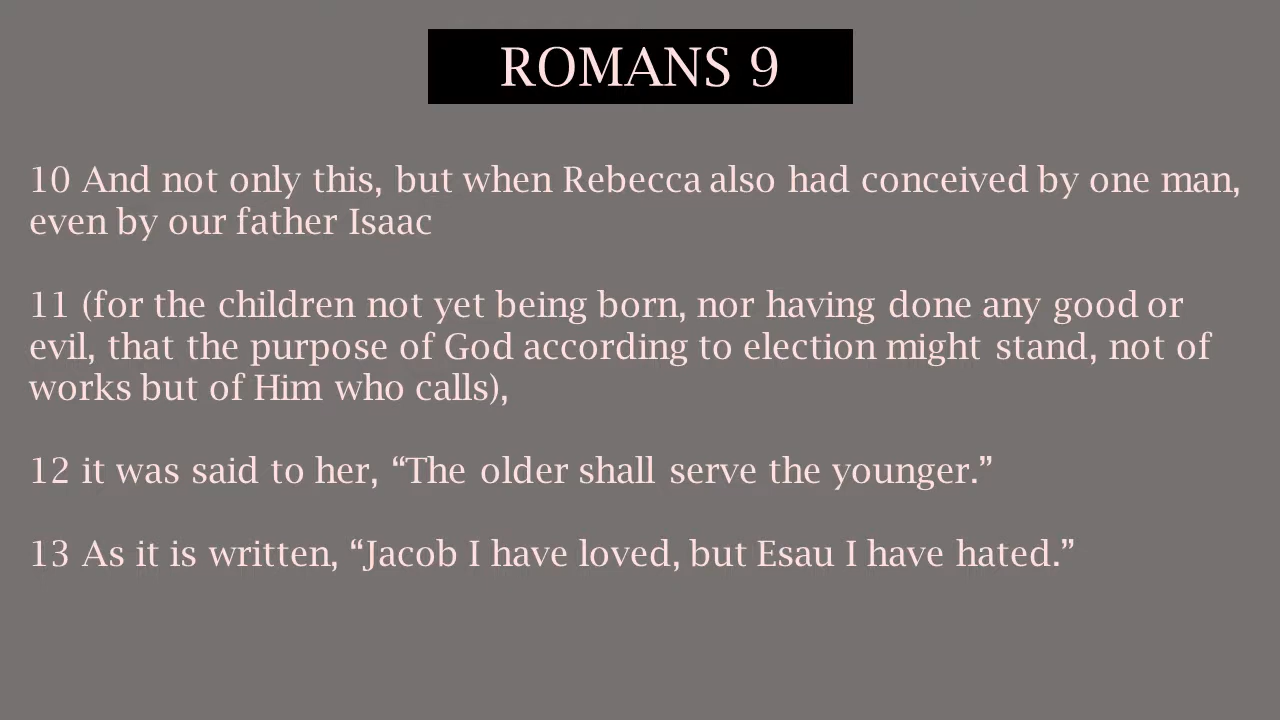 ROMANS 9
10 And not only this, but when Rebecca also had conceived by one man,
even by our father Isaac
11 (for the children not yet being born, nor having done any good or
evil, that the purpose of God according to election might stand, not of
works but of Him who calls),
12 it was said to her, “The older shall serve the younger.”
13 As it is written, “Jacob I have loved, but Esau I have hated.”